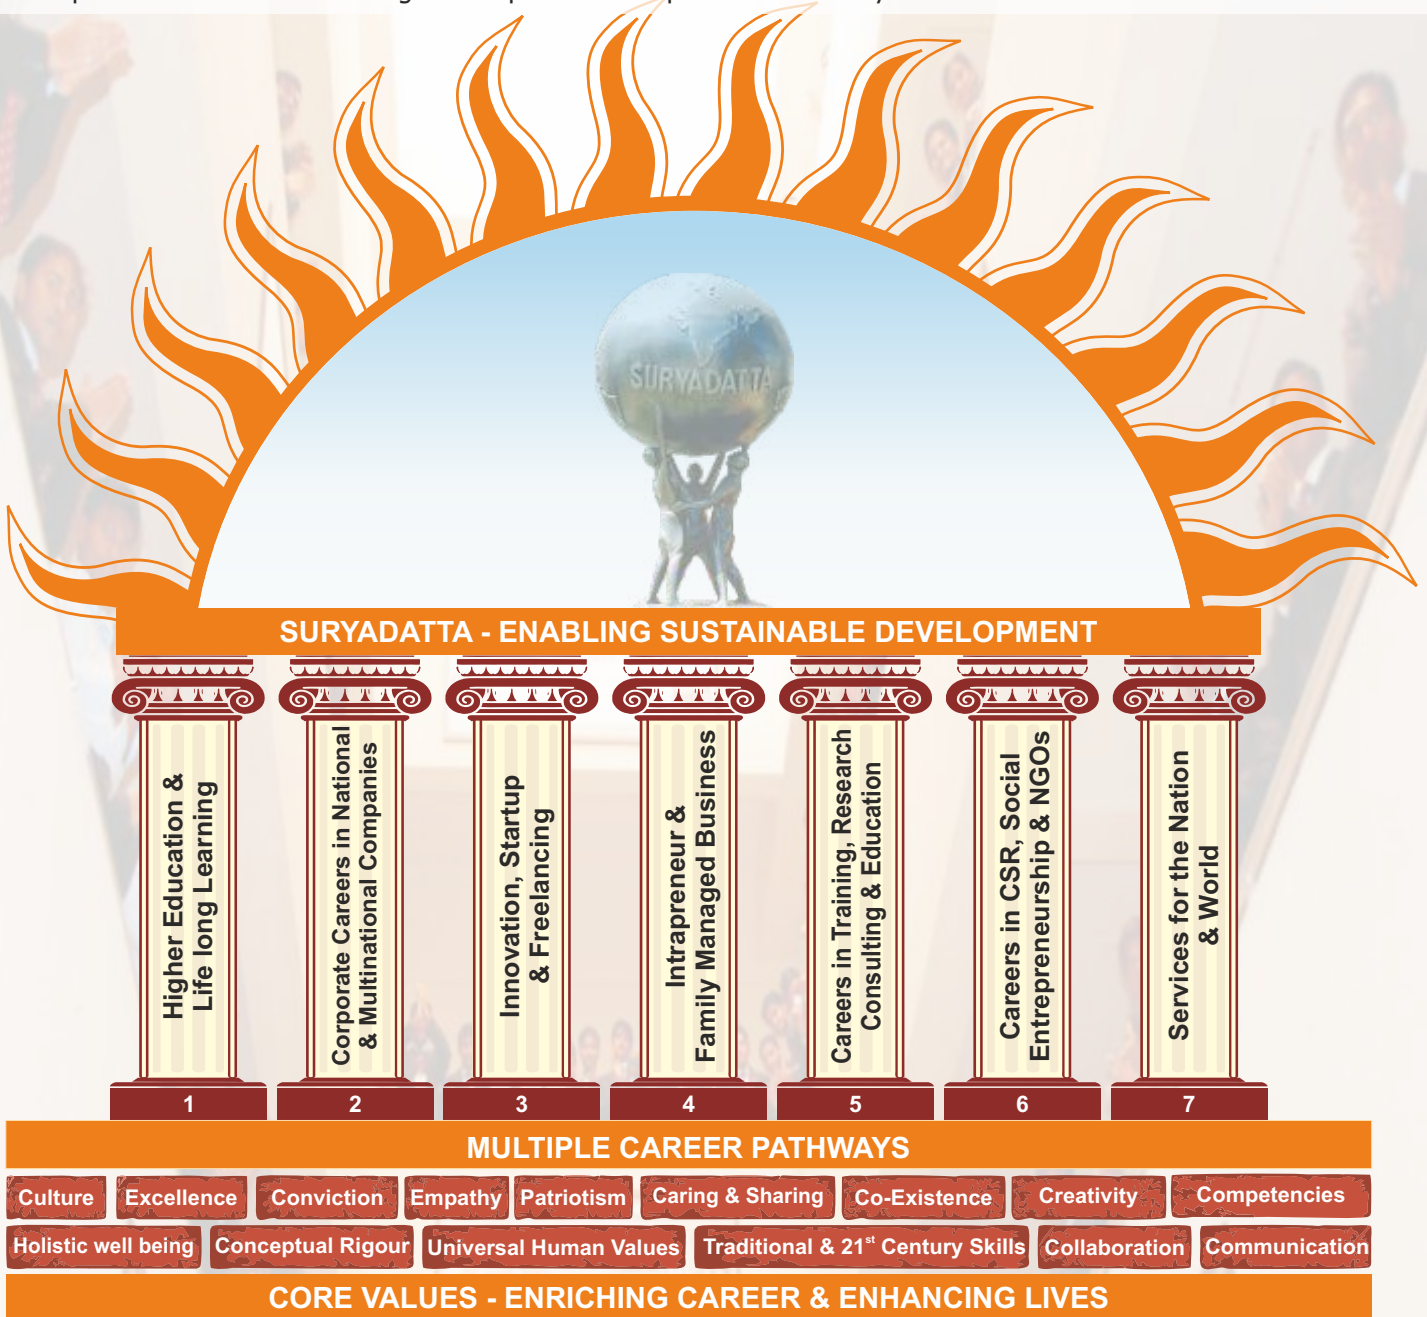 SURYADATTA
SURYADATTA - ENABLING SUSTAINABLE DEVELOPMENT
Higher Education &
Life long Learning
Corporate Careers in National
& Multinational Companies
Innovation, Startup
& Freelancing
Intrapreneur &
Family Managed Business
Careers in Training, Research
Consulting & Education
Careers in CSR, Social
Entrepreneurship & NGOs
Services for the Nation
& World
1 2 3 4 5 6 7
MULTIPLE CAREER PATHWAYS
Culture Excellence Conviction Empathy Patriotism Caring & Sharing Co-Existence Creativity Competencies
Holistic well being Conceptual Rigour Universal Human Values Traditional & 21st Century Skills Collaboration Communication
CORE VALUES - ENRICHING CAREER & ENHANCING LIVES